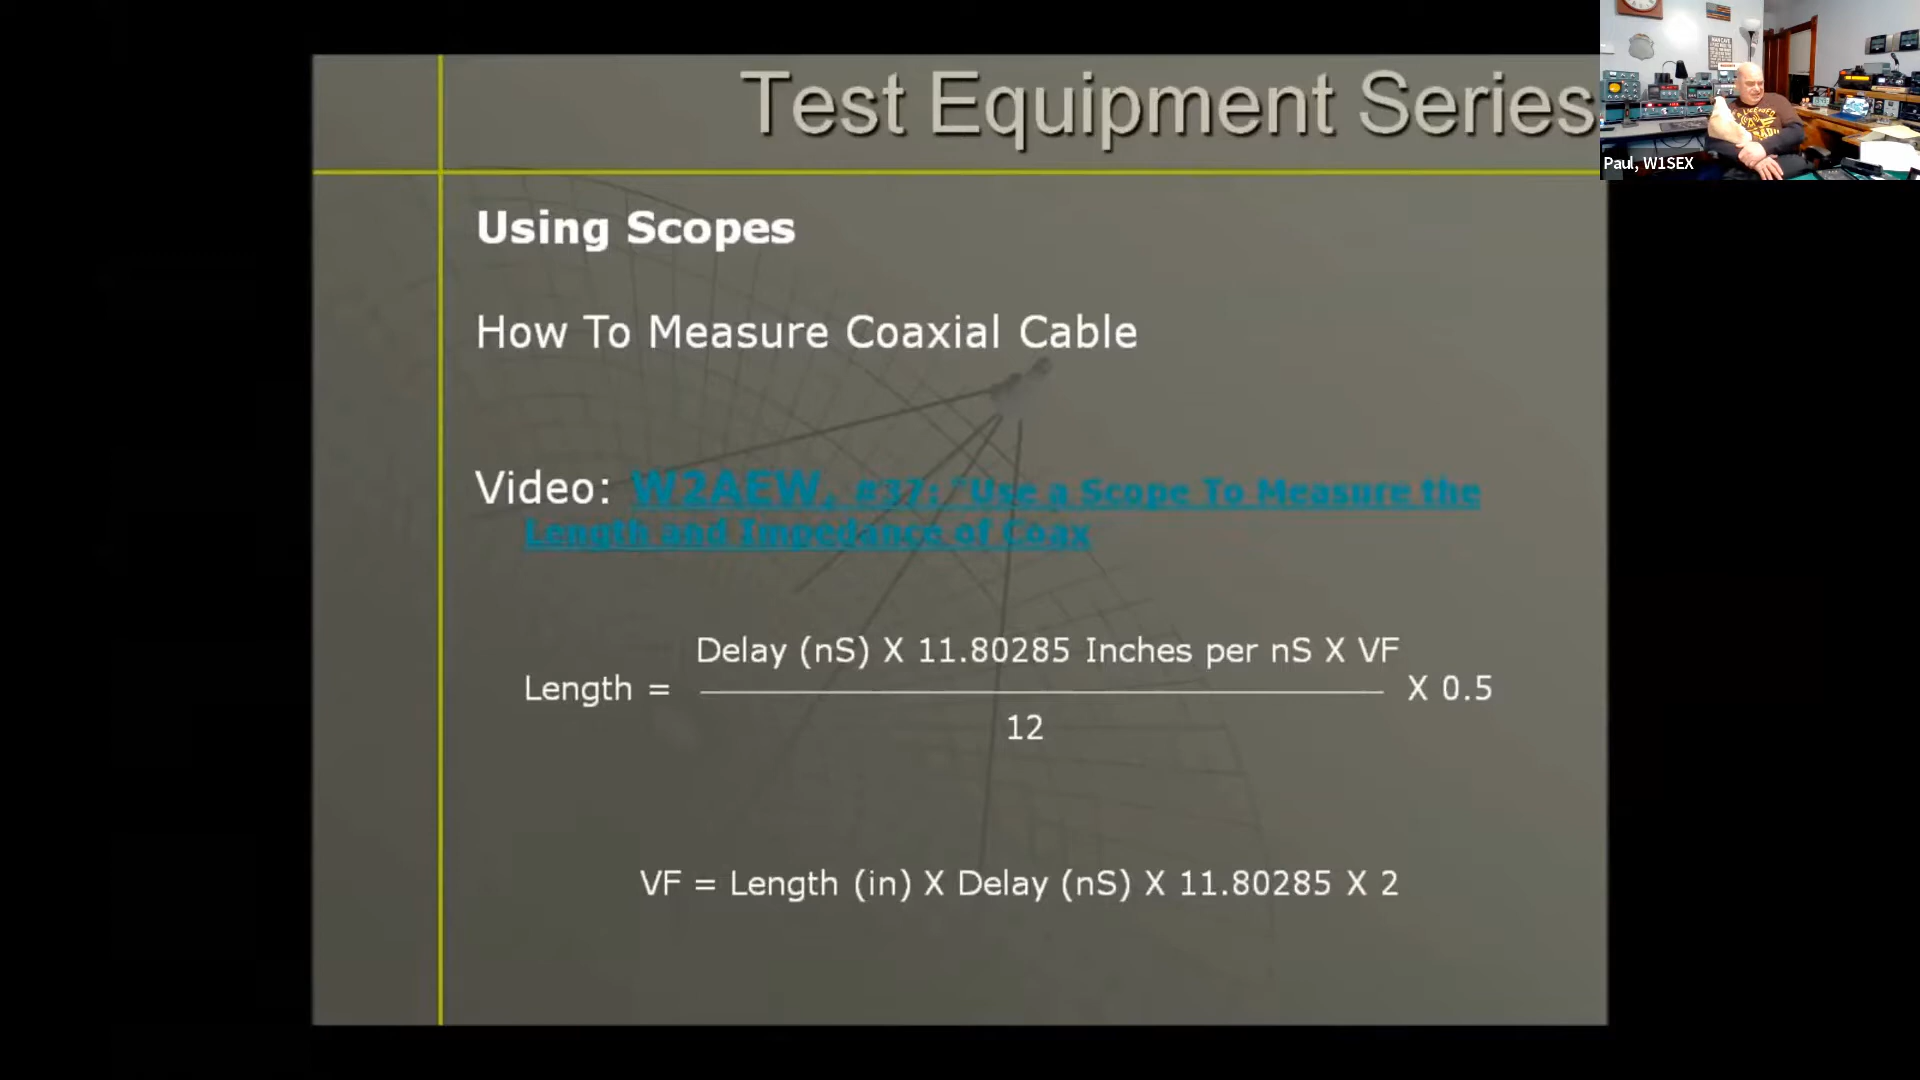 Test Equipment Series
Paul, W1SEX
Using Scopes
How To Measure Coaxial Cable
Video: W2AEW, #37: "Use a Scope To Measure the
Length and Impedance of Coax
Delay (nS) X 11.80285 Inches per nS X VF
Length = X 0.5
12
VF = Length (in) X Delay (nS) X 11.80285 X 2